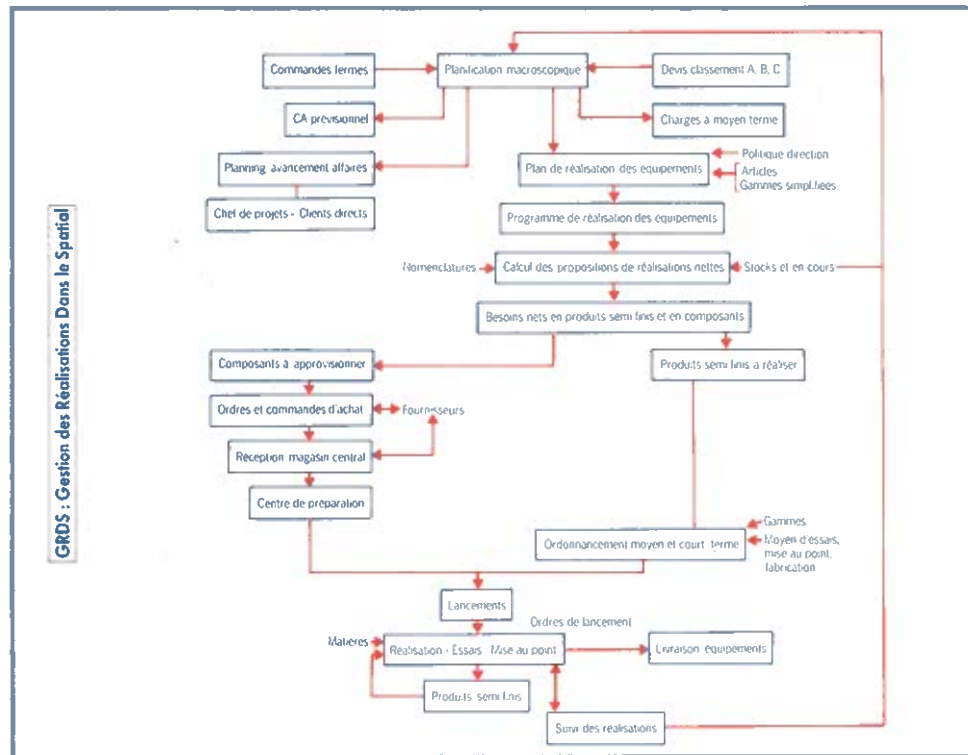 GRDS : Gestion des Réalisations Dans le Spatial
Commandes fermes
Planification macroscopique
Devis classement A, B, C
CA prévisionnel
Charges à moyen terme
Planning avancement affaires
Plan de réalisation des équipements
Politique direction
Articles
Gammes simplifiées
Chef de projets - Clients directs
Programme de réalisation des équipements
Nomenclatures
Calcul des propositions de réalisations nettes
Stocks et en cours
Besoins nets en produits semi finis et en composants
Composants à approvisionner
Produits semi finis à réaliser
Ordres et commandes d'achat
Fournisseurs
Réception magasin central
Centre de préparation
Gammes
Ordonnancement moyen et court terme
Moyen d'essais,
mise au point,
fabrication
Lancements
Ordres de lancement
Matières
Réalisation - Essais Mise au point
Livraison équipements
Produits semi finis
Suivi des réalisations